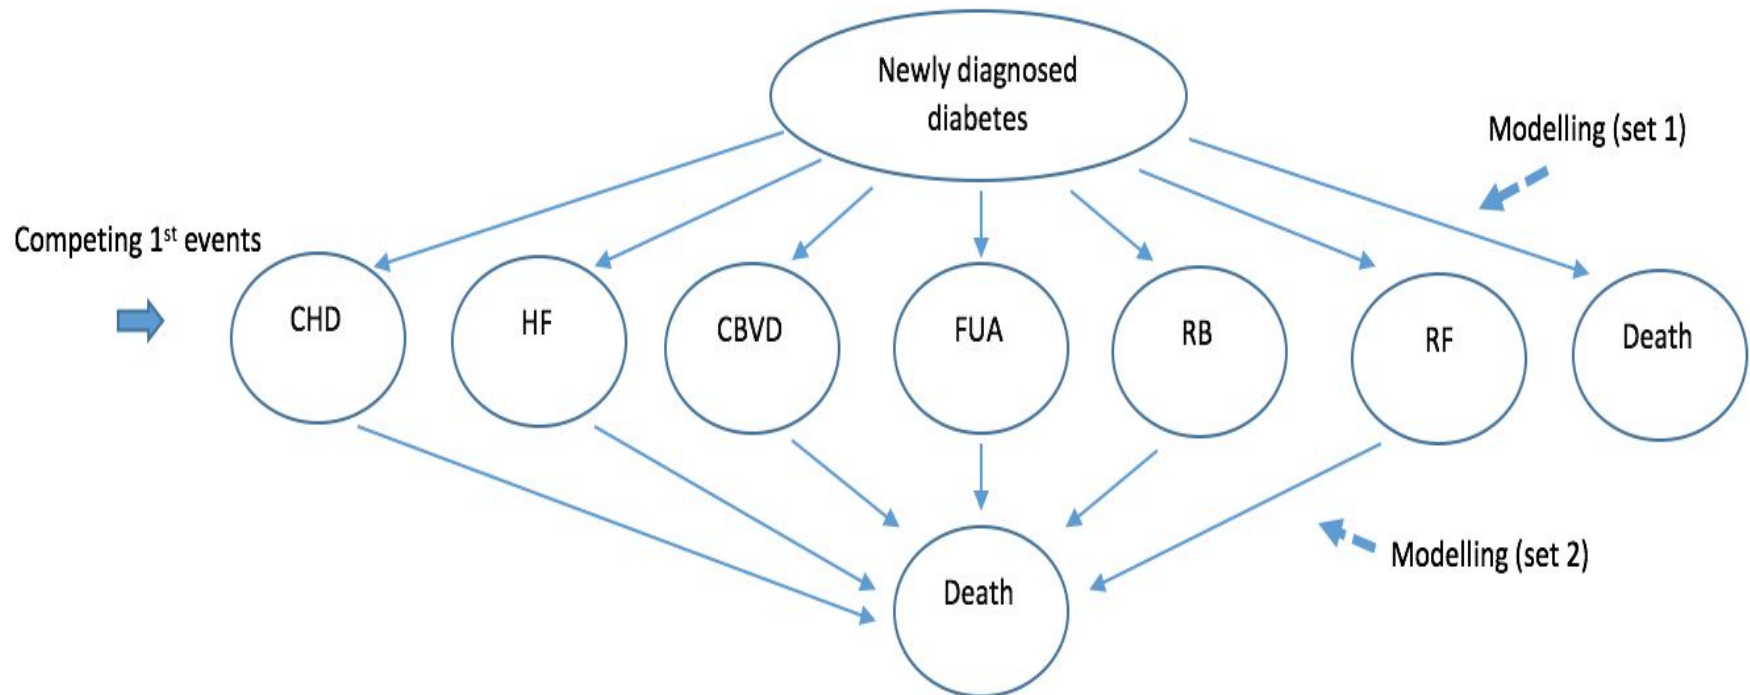 Newly diagnosed
diabetes
Modelling (set 1)
Competing 1st events
CHD
HF
CBVD
FUA
RB
RF
Death
Death
Modelling (set 2)